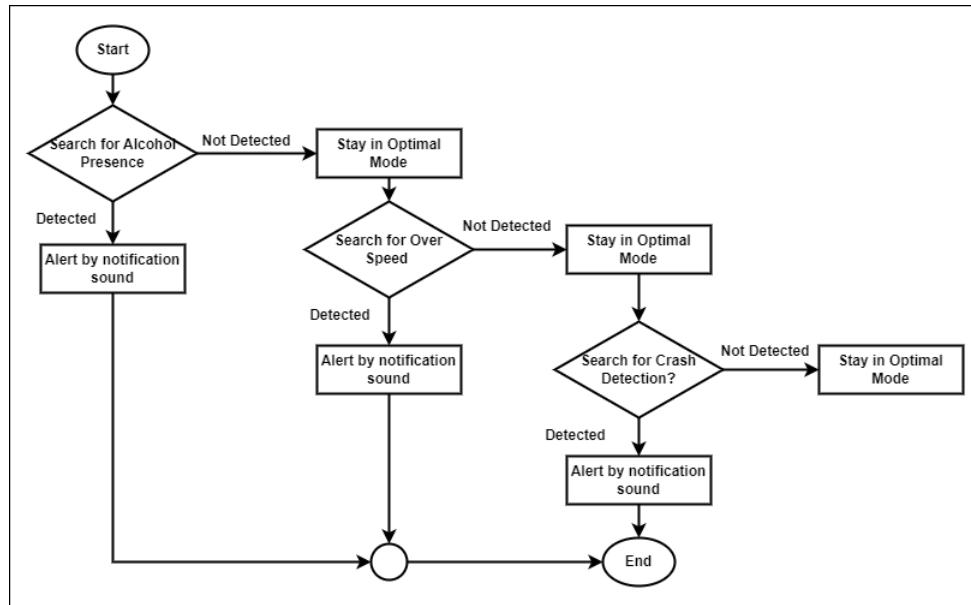 Start
Search for Alcohol
Presence
Not Detected
Stay in Optimal
Mode
Detected
Alert by notification
sound
Search for Over
Speed
Not Detected
Stay in Optimal
Mode
Detected
Alert by notification
sound
Search for Crash
Detection?
Not Detected
Stay in Optimal
Mode
Detected
Alert by notification
sound
End